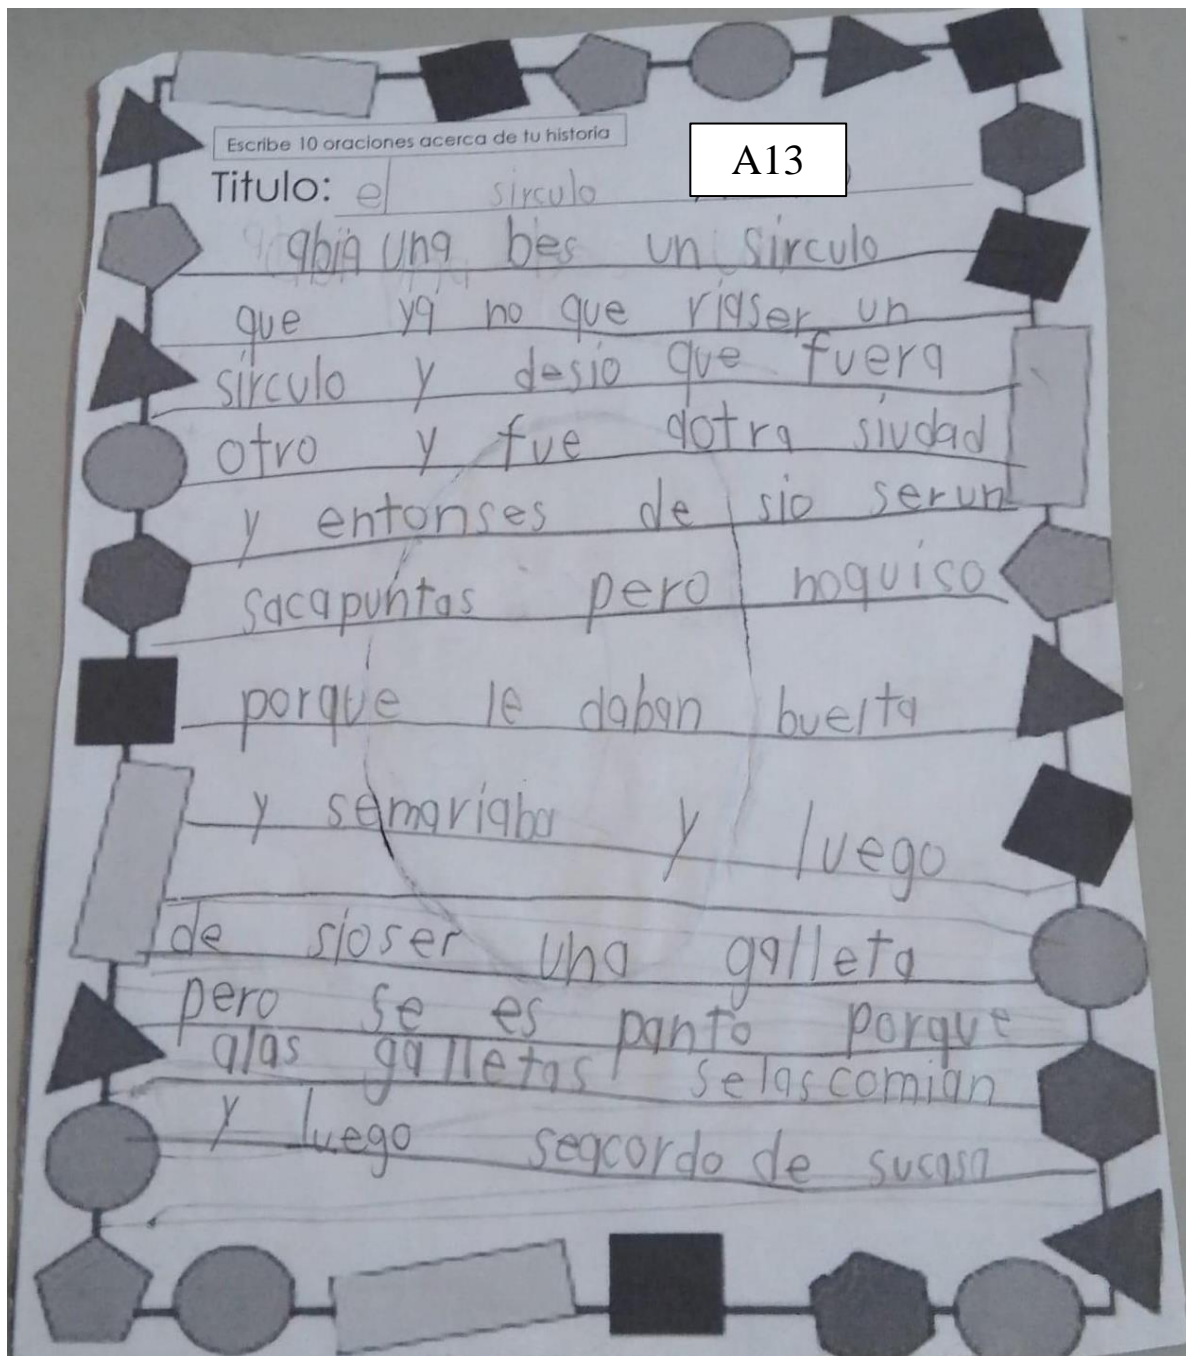 Escribe 10 oraciones acerca de tu historia
A13
Titulo: el sirculo
abia una bes un sirculo
que ya no que riaser un
sirculo y desio que fuera
otro y fue aotra siudad
y entonses de sio serun
sacapuntas pero noquiso
porque le daban buelta
y semariaba y luego
de sioser una galleta
pero se es panto porque
alas galletas selascomian
y luego seacordo de sucasa